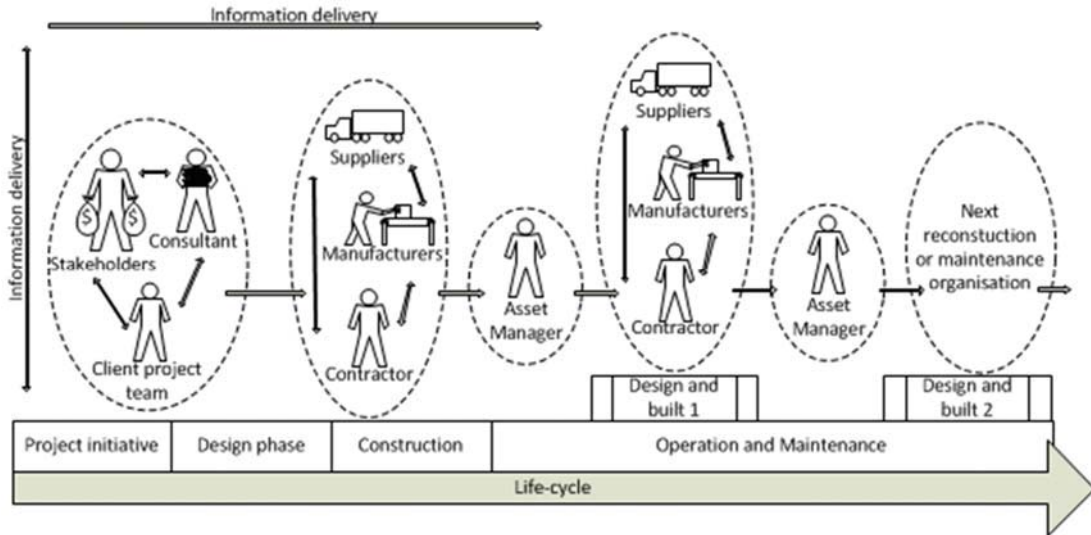 Information delivery
Information delivery
Stakeholders
Consultant
Client project
team
Suppliers
Manufacturers
Contractor
Asset
Manager
Suppliers
Manufacturers
Contractor
Asset
Manager
Next
reconstuction
or maintenance
organisation
Design and
built 1
Design and
built 2
Project initiative
Design phase
Construction
Operation and Maintenance
Life-cycle
$ $